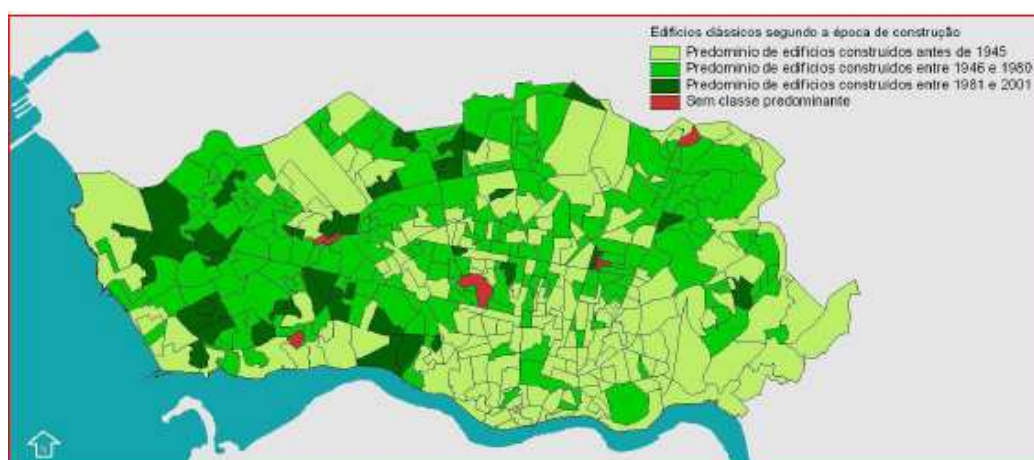 Edifícios clássicos segundo a época de construção
Predomínio de edifícios construídos antes de 1945
Predomínio de edifícios construídos entre 1946 e 1980
Predomínio de edifícios construídos entre 1981 e 2001
Sem classe predominante